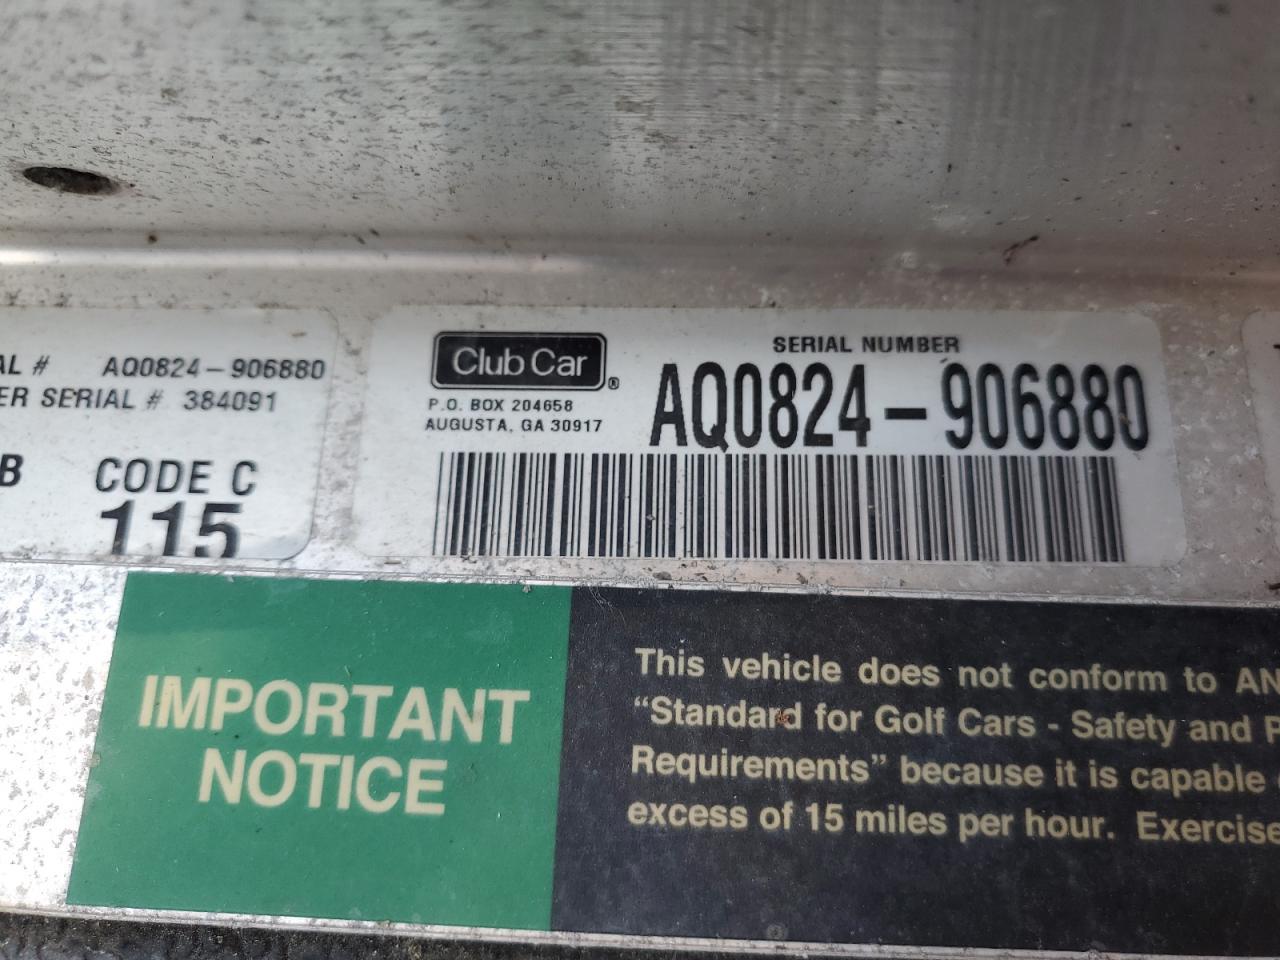 AL # AQ0824-906880
ER SERIAL # 384091
B CODE C
115
Club Car®
P.O. BOX 204658
AUGUSTA, GA 30917
SERIAL NUMBER
AQ0824-906880
IMPORTANT
NOTICE
This vehicle does not conform to AN
“Standard for Golf Cars - Safety and P
Requirements” because it is capable
excess of 15 miles per hour. Exercise